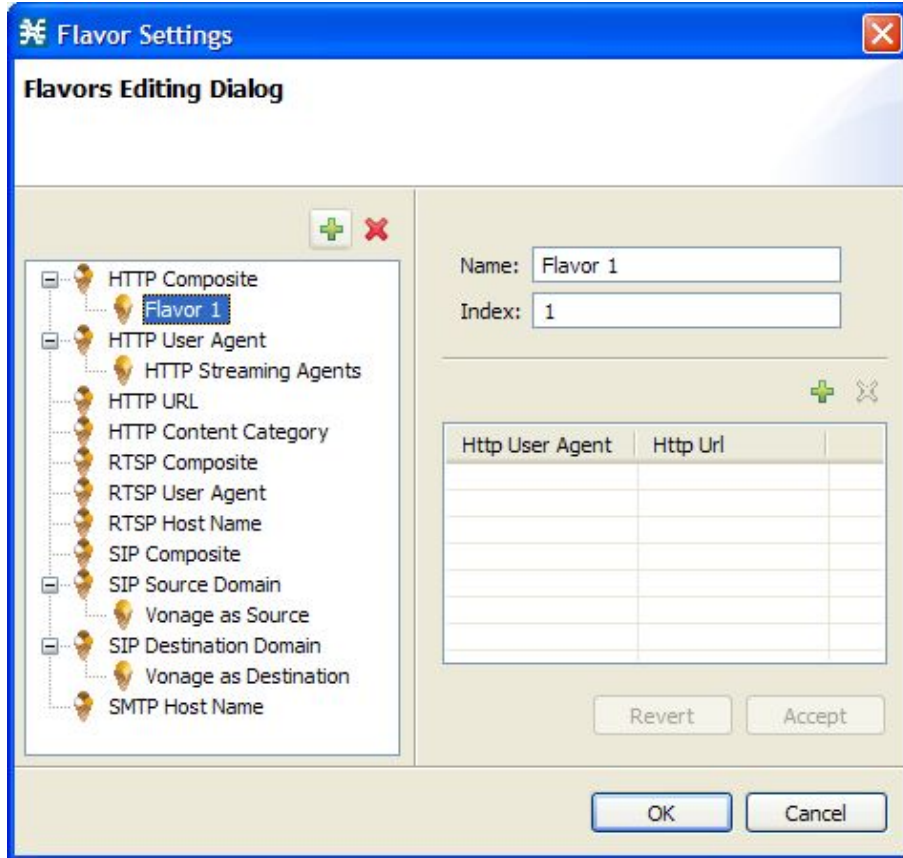 Flavor Settings
Flavors Editing Dialog
HTTP Composite
Flavor 1
HTTP User Agent
HTTP Streaming Agents
HTTP URL
HTTP Content Category
RTSP Composite
RTSP User Agent
RTSP Host Name
SIP Composite
SIP Source Domain
Vonage as Source
SIP Destination Domain
Vonage as Destination
SMTP Host Name
Name: Flavor 1
Index: 1
Http User Agent Http Url
Revert Accept
OK Cancel